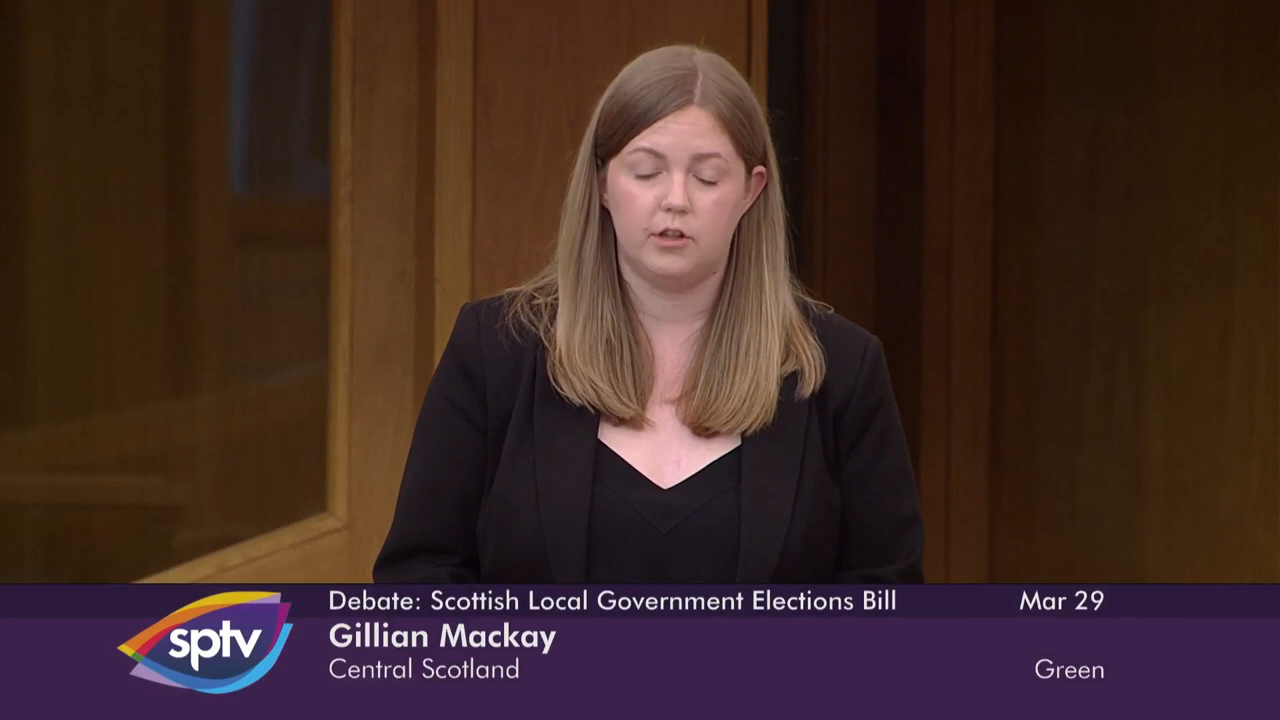 Debate: Scottish Local Government Elections Bill Mar 29
sptv
Gillian Mackay
Central Scotland Green